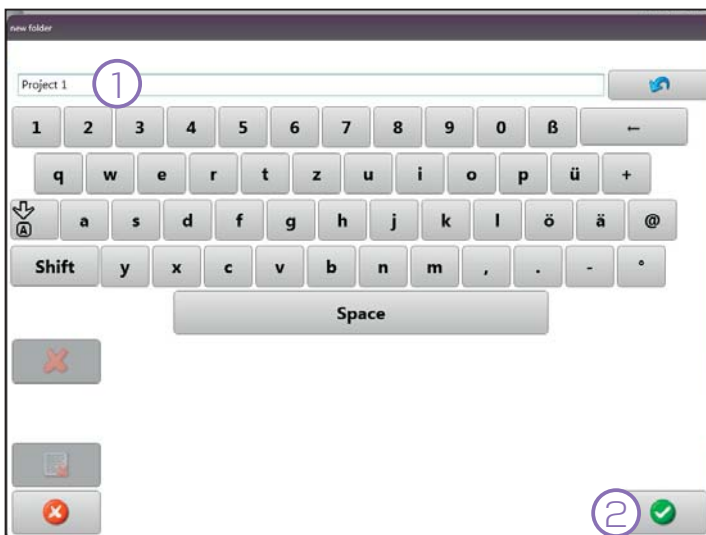 new folder
Project 1 1
1 2 3 4 5 6 7 8 9 0 ß ←
q w e r t z u i o p ü +
A a s d f g h j k l ö ä @
Shift y x c v b n m , . - °
Space
2